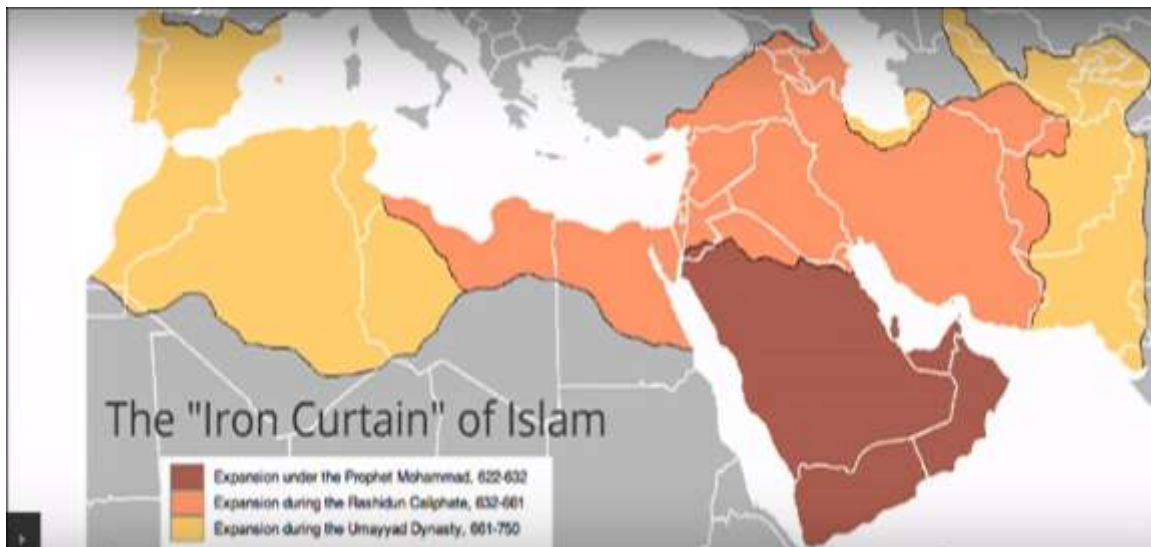 The "Iron Curtain" of Islam
Expansion under the Prophet Mohammad, 622-632
Expansion during the Rashidun Caliphate, 632-661
Expansion during the Umayyad Dynasty, 661-750